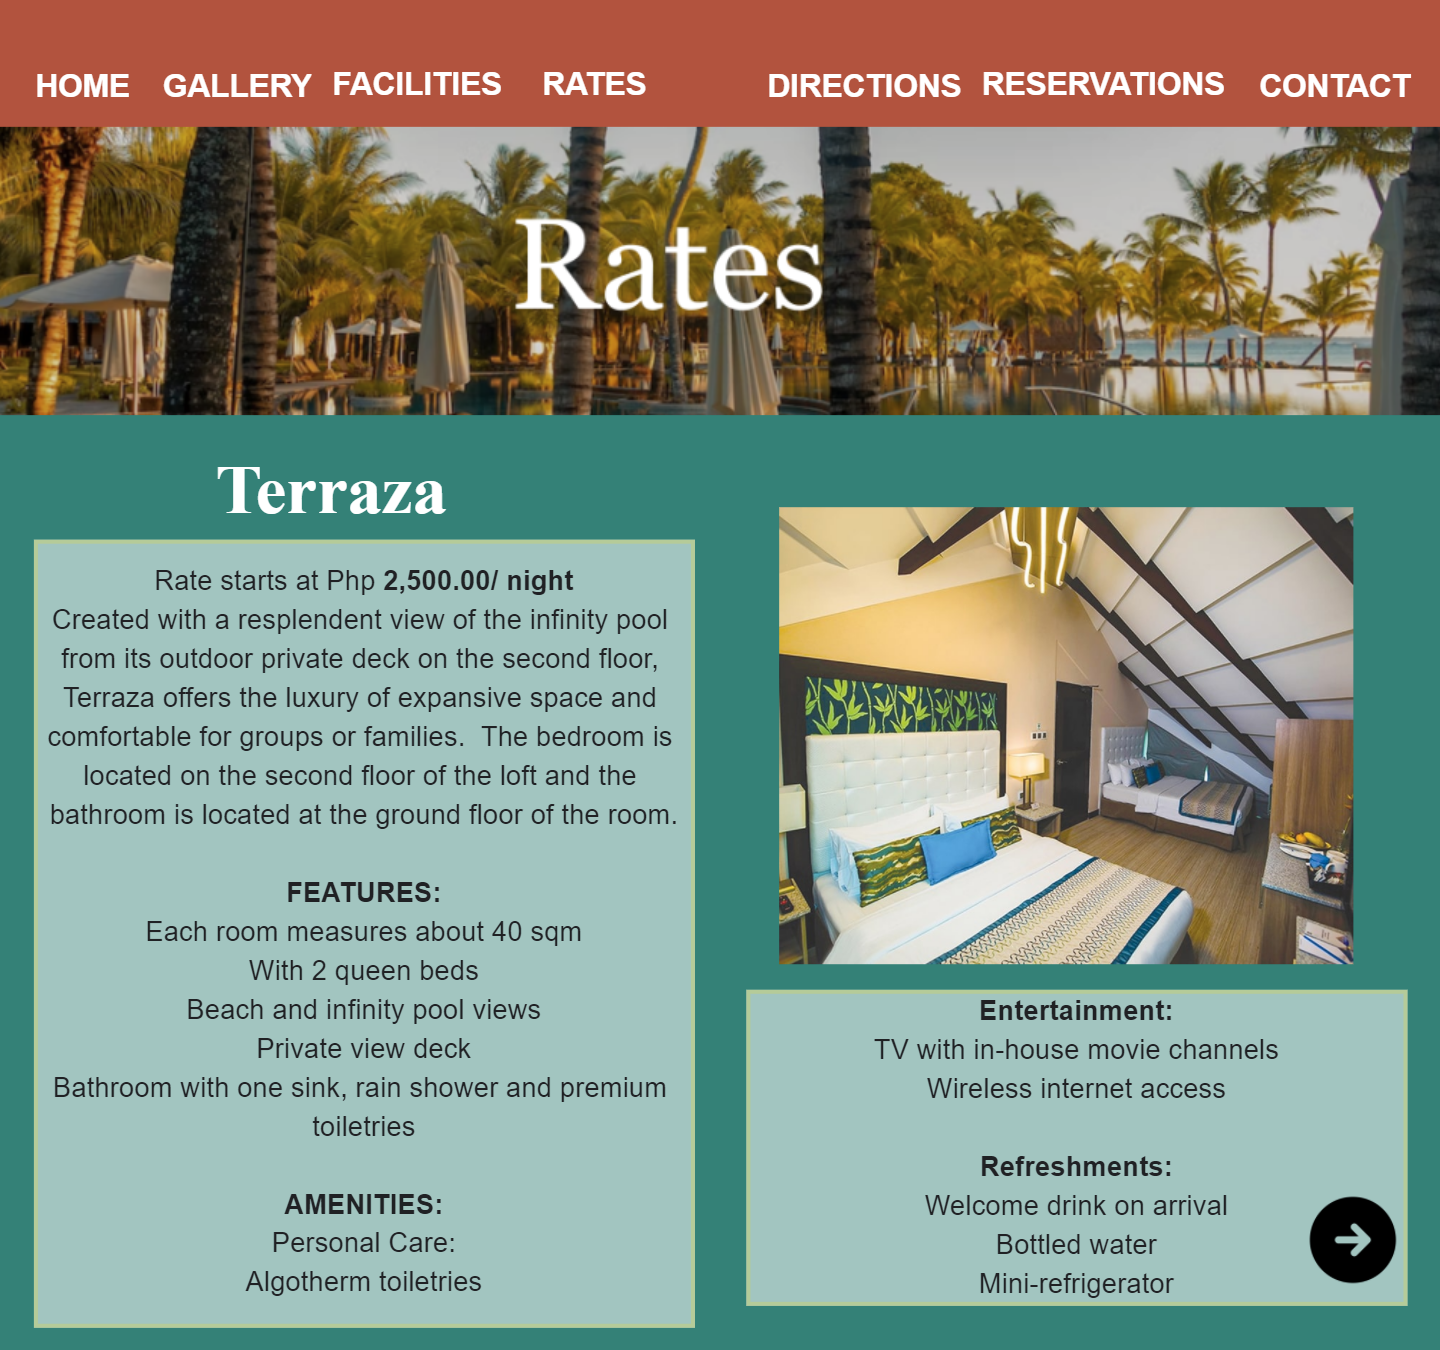 HOME GALLERY FACILITIES RATES DIRECTIONS RESERVATIONS CONTACT
Rates
Terraza
Rate starts at Php 2,500.00/ night
Created with a resplendent view of the infinity pool
from its outdoor private deck on the second floor,
Terraza offers the luxury of expansive space and
comfortable for groups or families.  The bedroom is
located on the second floor of the loft and the
bathroom is located at the ground floor of the room.
FEATURES:
Each room measures about 40 sqm
With 2 queen beds
Beach and infinity pool views
Private view deck
Bathroom with one sink, rain shower and premium
toiletries
AMENITIES:
Personal Care:
Algotherm toiletries
Entertainment:
TV with in-house movie channels
Wireless internet access
Refreshments:
Welcome drink on arrival
Bottled water
Mini-refrigerator